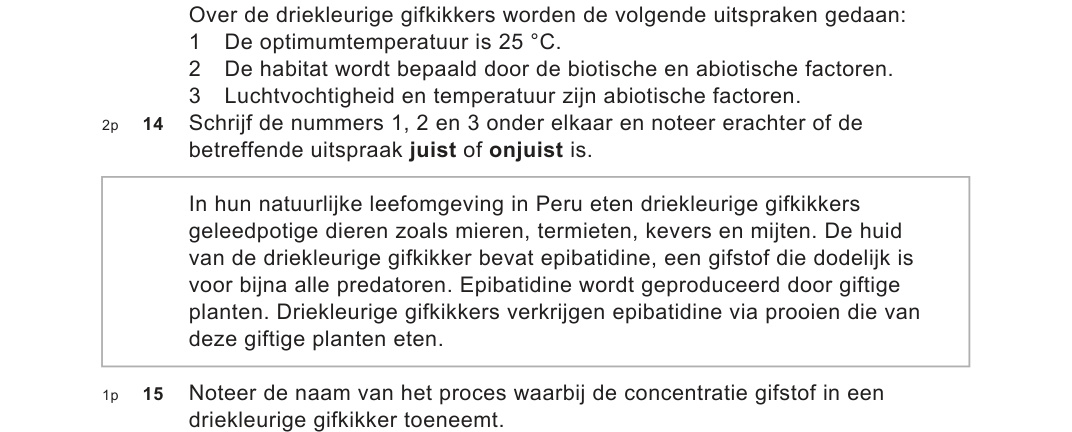 Over de driekleurige gifkikkers worden de volgende uitspraken gedaan:
1 De optimumtemperatuur is 25 °C.
2 De habitat wordt bepaald door de biotische en abiotische factoren.
3 Luchtvochtigheid en temperatuur zijn abiotische factoren.
2p 14 Schrijf de nummers 1, 2 en 3 onder elkaar en noteer erachter of de
betreffende uitspraak juist of onjuist is.
In hun natuurlijke leefomgeving in Peru eten driekleurige gifkikkers
geleedpotige dieren zoals mieren, termieten, kevers en mijten. De huid
van de driekleurige gifkikker bevat epibatidine, een gifstof die dodelijk is
voor bijna alle predatoren. Epibatidine wordt geproduceerd door giftige
planten. Driekleurige gifkikkers verkrijgen epibatidine via prooien die van
deze giftige planten eten.
1p 15 Noteer de naam van het proces waarbij de concentratie gifstof in een
driekleurige gifkikker toeneemt.